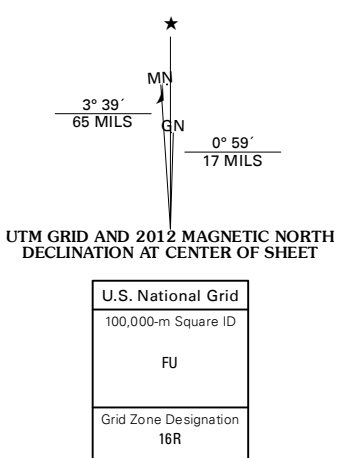 ★
MN
3° 39´
65 MILS
GN
0° 59´
17 MILS
UTM GRID AND 2012 MAGNETIC NORTH
DECLINATION AT CENTER OF SHEET
U.S. National Grid
100,000-m Square ID
FU
Grid Zone Designation
16R